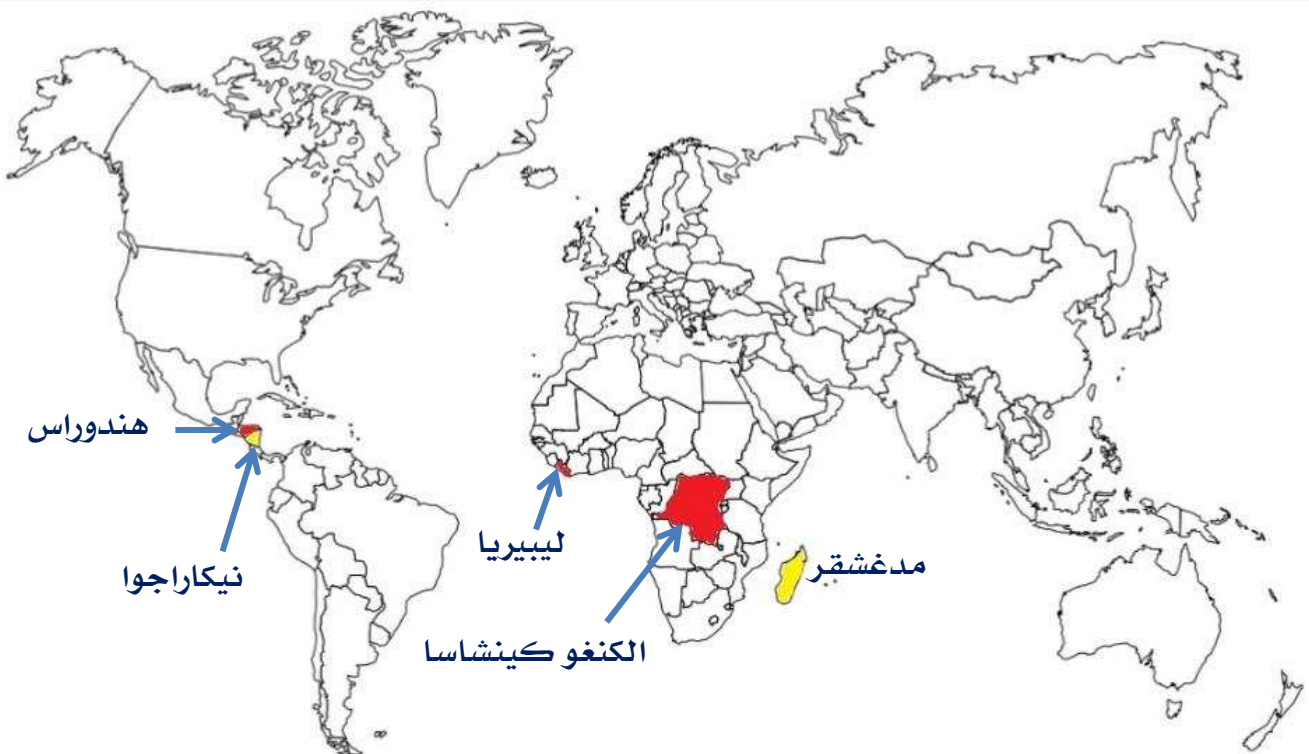 هندوراس
نيكاراجوا
ليبيريا
مدغشقر
الكنغو كينشاسا